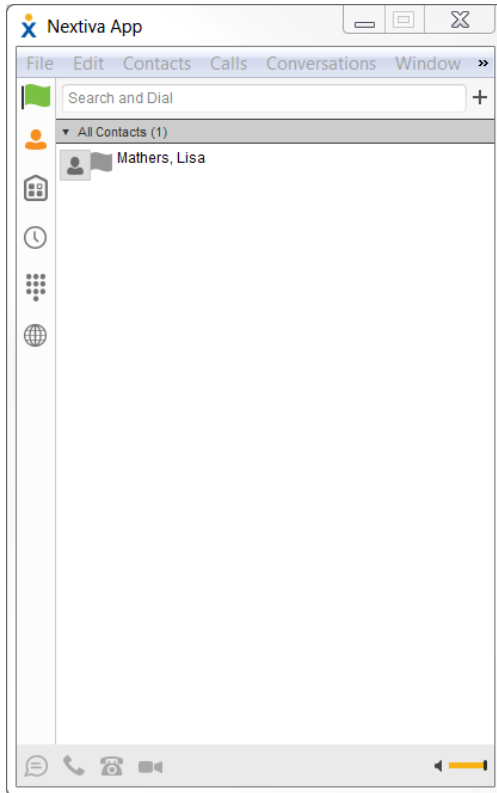 Nextiva App
File Edit Contacts Calls Conversations Window »
Search and Dial
All Contacts (1)
Mathers, Lisa